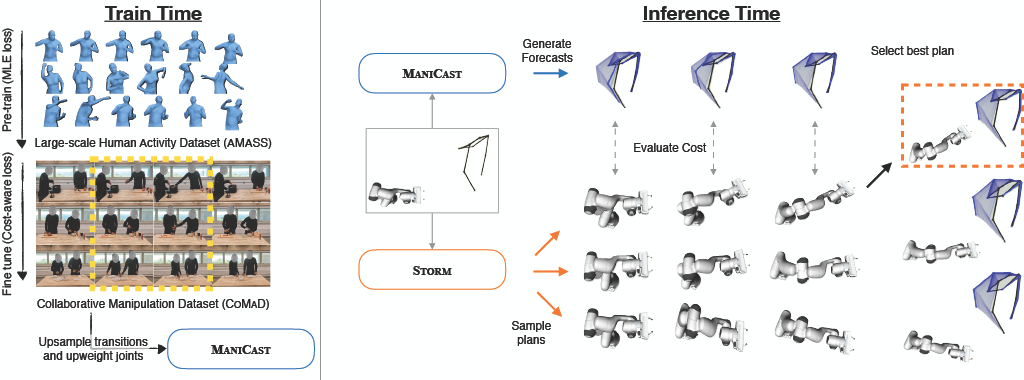 Train Time
Pre-train (MLE loss)
Large-scale Human Activity Dataset (AMASS)
Fine tune (Cost-aware loss)
Collaborative Manipulation Dataset (CoMAD)
Upsample transitions
and upweight joints
MANICAST
Inference Time
MANICAST
Generate
Forecasts
Select best plan
Evaluate Cost
STORM
Sample
plans